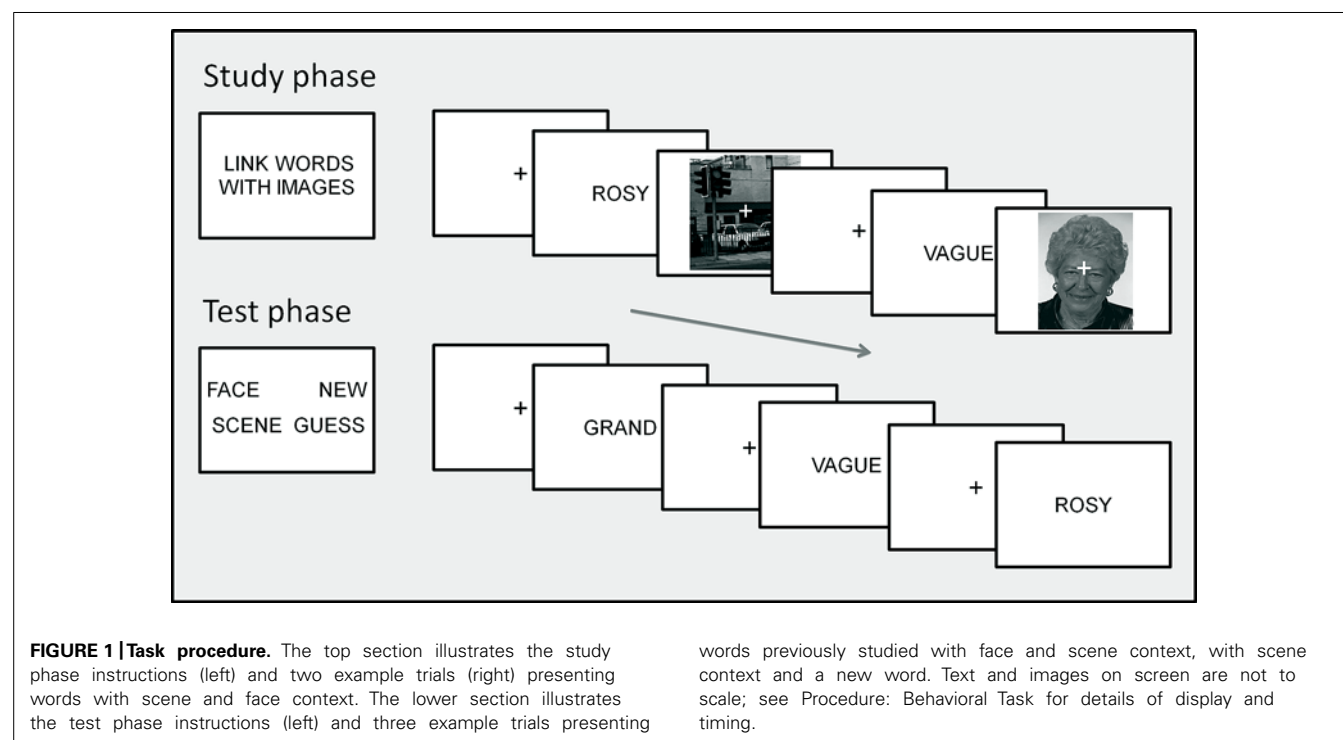 Study phase
LINK WORDS
WITH IMAGES
+
ROSY
+
+
VAGUE
+
Test phase
FACE NEW
SCENE GUESS
+
GRAND
+
VAGUE
+
ROSY
FIGURE 1 | Task procedure. The top section illustrates the study
phase instructions (left) and two example trials (right) presenting
words with scene and face context. The lower section illustrates
the test phase instructions (left) and three example trials presenting
words previously studied with face and scene context, with scene
context and a new word. Text and images on screen are not to
scale; see Procedure: Behavioral Task for details of display and
timing.